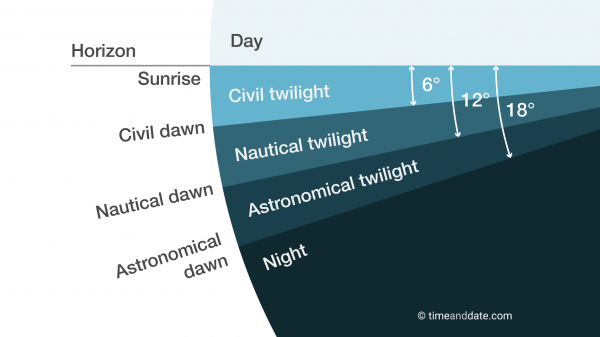 Day
Horizon
Sunrise
Civil twilight
6°
12°
18°
Civil dawn
Nautical twilight
Nautical dawn
Astronomical twilight
Astronomical
dawn
Night
© timeanddate.com